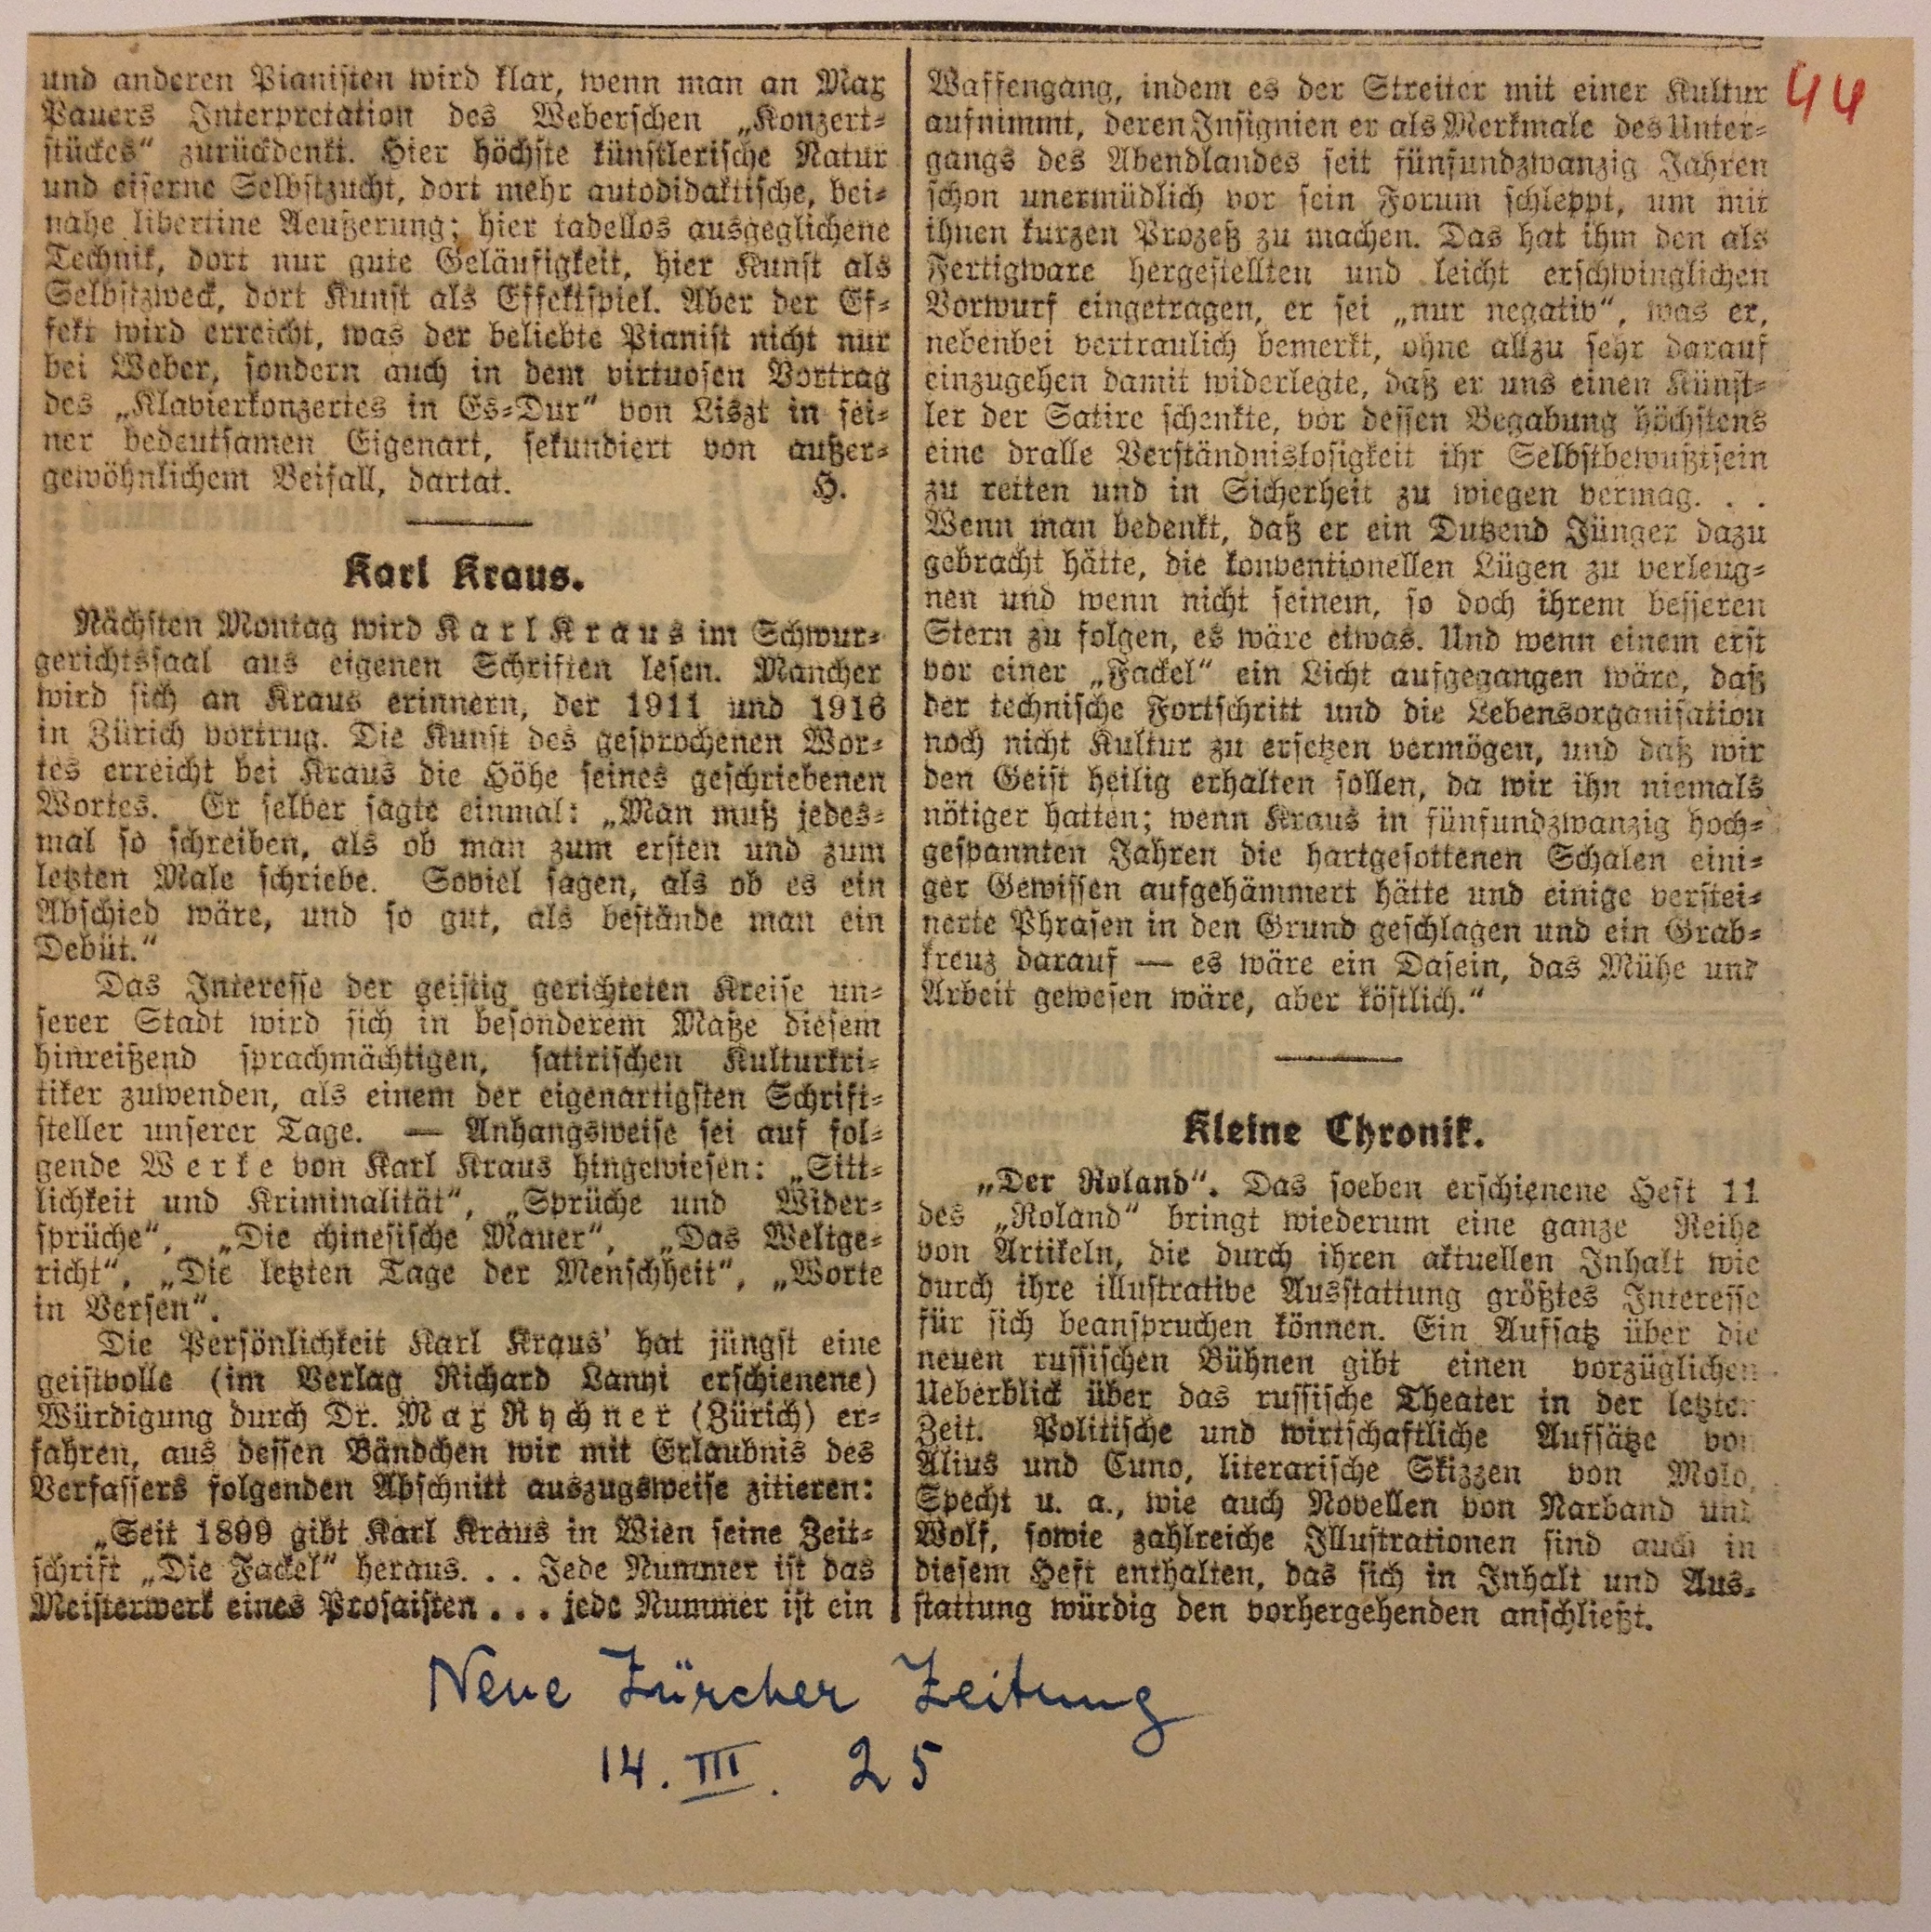 und anderen Pianisten wird klar, wenn man an Max
Pauers Interpretation des Weberschen „Konzert-
stückes“ zurückdenkt. Hier höchste künstlerische Natur
und eiserne Selbstzucht, dort mehr autodidaktische, bei-
nahe libertine Aeußerung; hier tadellos ausgeglichene
Technik, dort nur gute Geläufigkeit, hier Kunst als
Selbstzweck, dort Kunst als Effektspiel. Aber der Ef-
fekt wird erreicht, was der beliebte Pianist nicht nur
bei Weber, sondern auch in dem virtuosen Vortrag
des „Klavierkonzertes in Es-Dur“ von Liszt in sei-
ner bedeutsamen Eigenart, sekundiert von außer-
gewöhnlichem Beifall, dartat. H.
Karl Kraus.
Nächsten Montag wird Karl Kraus im Schwur-
gerichtssaal aus eigenen Schriften lesen. Mancher
wird sich an Kraus erinnern, der 1911 und 1916
in Zürich vortrug. Die Kunst des gesprochenen Wor-
tes erreicht bei Kraus die Höhe seines geschriebenen
Wortes. Er selber sagte einmal: „Man muß jedes-
mal so schreiben, als ob man zum ersten und zum
letzten Male schriebe. Soviel sagen, als ob es ein
Abschied wäre, und so gut, als bestände man ein
Debüt.“
Das Interesse der geistig gerichteten Kreise un-
serer Stadt wird sich in besonderem Maße diesem
hinreißend sprachmächtigen, satirischen Kulturkri-
tiker zuwenden, als einem der eigenartigsten Schrift-
steller unserer Tage. — Anhangsweise sei auf fol-
gende Werke von Karl Kraus hingewiesen: „Sitt-
lichkeit und Kriminalität“, „Sprüche und Wider-
sprüche“, „Die chinesische Mauer“, „Das Weltge-
richt“, „Die letzten Tage der Menschheit“, „Worte
in Versen“.
Die Persönlichkeit Karl Kraus' hat jüngst eine
geistvolle (im Verlag Richard Lanyi erschienene)
Würdigung durch Dr. Max Rychner (Zürich) er-
fahren, aus dessen Bändchen wir mit Erlaubnis des
Verfassers folgenden Abschnitt auszugsweise zitieren:
„Seit 1899 gibt Karl Kraus in Wien seine Zeit-
schrift „Die Fackel“ heraus. . . Jede Nummer ist das
Meisterwerk eines Prosaisten . . . jede Nummer ist ein
Waffengang, indem es der Streiter mit einer Kultur
aufnimmt, deren Insignien er als Merkmale des Unter-
gangs des Abendlandes seit fünfundzwanzig Jahren
schon unermüdlich vor sein Forum schleppt, um mit
ihnen kurzen Prozeß zu machen. Das hat ihm den als
Fertigware hergestellten und leicht erschwinglichen
Vorwurf eingetragen, er sei „nur negativ“, was er,
nebenbei vertraulich bemerkt, ohne allzu sehr darauf
einzugehen damit widerlegte, daß er uns einen Künst-
ler der Satire schenkte, vor dessen Begabung höchstens
eine dralle Verständnislosigkeit ihr Selbstbewußtsein
zu retten und in Sicherheit zu wiegen vermag. . .
Wenn man bedenkt, daß er ein Dutzend Jünger dazu
gebracht hätte, die konventionellen Lügen zu verleug-
nen und wenn nicht seinem, so doch ihrem besseren
Stern zu folgen, es wäre etwas. Und wenn einem erst
vor einer „Fackel“ ein Licht aufgegangen wäre, daß
der technische Fortschritt und die Lebensorganisation
noch nicht Kultur zu ersetzen vermögen, und daß wir
den Geist heilig erhalten sollen, da wir ihn niemals
nötiger hatten; wenn Kraus in fünfundzwanzig hoch-
gespannten Jahren die hartgesottenen Schalen eini-
ger Gewissen aufgehämmert hätte und einige verstei-
nerte Phrasen in den Grund geschlagen und ein Grab-
kreuz darauf — es wäre ein Dasein, das Mühe und
Arbeit gewesen wäre, aber köstlich.“
Kleine Chronik.
„Der Roland“. Das soeben erschienene Heft 11
des „Roland“ bringt wiederum eine ganze Reihe
von Artikeln, die durch ihren aktuellen Inhalt wie
durch ihre illustrative Ausstattung größtes Interesse
für sich beanspruchen können. Ein Aufsatz über die
neuen russischen Bühnen gibt einen vorzüglichen
Ueberblick über das russische Theater in der letzten
Zeit. Politische und wirtschaftliche Aufsätze von
Alius und Cuno, literarische Skizzen von Molo,
Specht u. a., wie auch Novellen von Narband und
Wolf, sowie zahlreiche Illustrationen sind auch in
diesem Heft enthalten, das sich in Inhalt und Aus-
stattung würdig den vorhergehenden anschließt.
44
Neue Zürcher Zeitung
14. III. 25